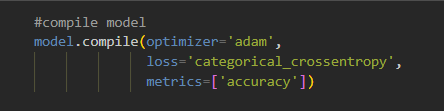 #compile model
model.compile(optimizer='adam',
loss='categorical_crossentropy',
metrics=['accuracy'])